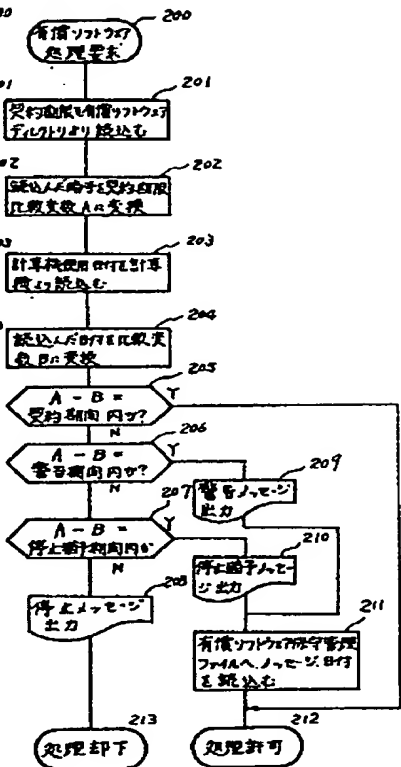 200
有償ソフトウェア
処理要求
201
契約期限を有償ソフトウェア
ディレクトリより読込む
202
読込んだ 契約期限
比較変数Aに変換
203
計算機使用日付を計算
機より読込む
204
読込んだ日付を比較変
数Bに変換
205
A - B =
契約期間内か?
Y
N
206
A - B =
警告期間内か?
Y
N
209
警告メッセージ
出力
207
A - B =
停止猶予期間内か
Y
N
210
停止猶予メッセー
ジ出力
208
停止メッセージ
出力
211
有償ソフトウェア保守管理
ファイルへ、メッセージ、日付
を読込む
213
処理却下
212
処理許可